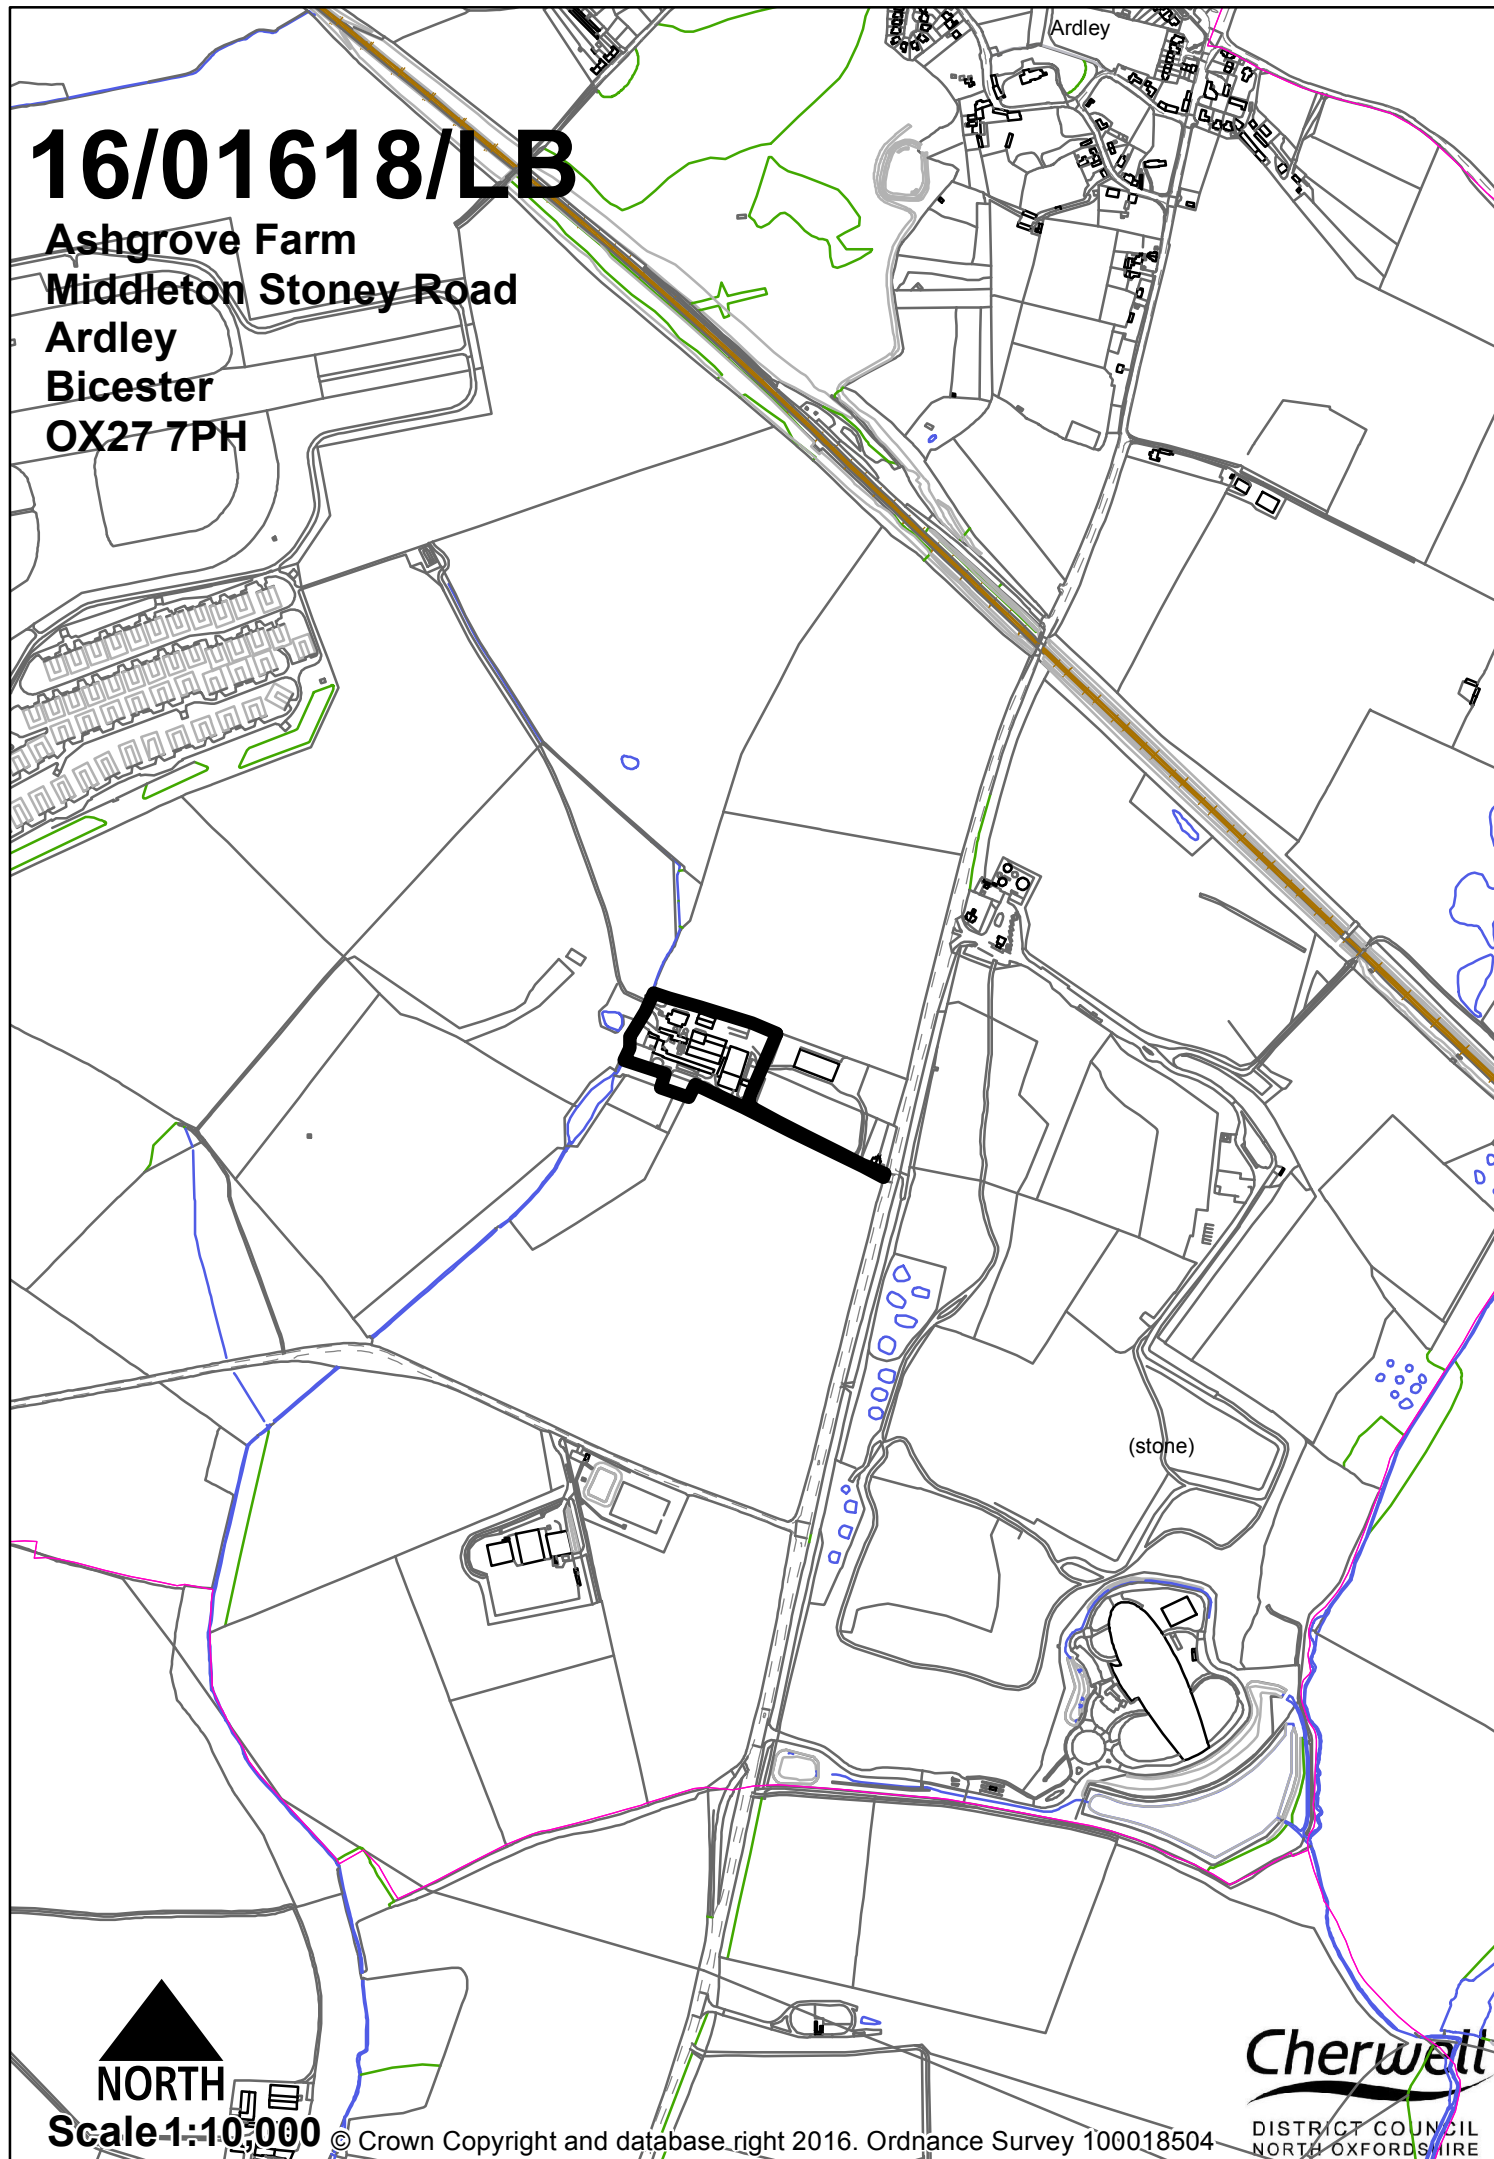 Ardley
16/01618/LB
Ashgrove Farm
Middleton Stoney Road
Ardley
Bicester
OX27 7PH
(stone)
NORTH
Scale 1:10,000
© Crown Copyright and database right 2016. Ordnance Survey 100018504
Cherwell
DISTRICT COUNCIL
NORTH OXFORDSHIRE